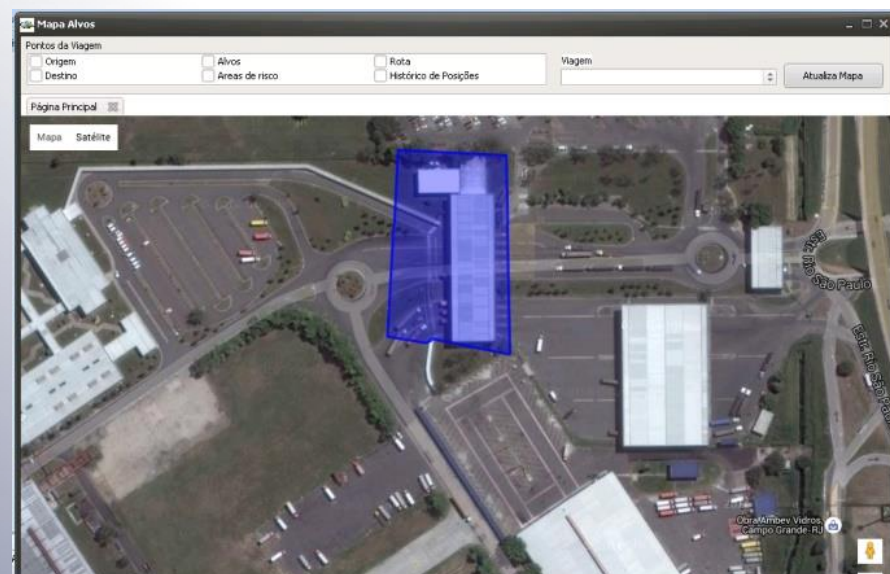 Mapa Alvos
Pontos da Viagem
Origem
Alvos
Rota
Destino
Areas de risco
Histórico de Posições
Viagem
Atualiza Mapa
Página Principal
Mapa Satélite
Estr. Rio São Paulo
Estr. Rio São Pau
Obra Ambev Vidros,
Campo Grande-RJ